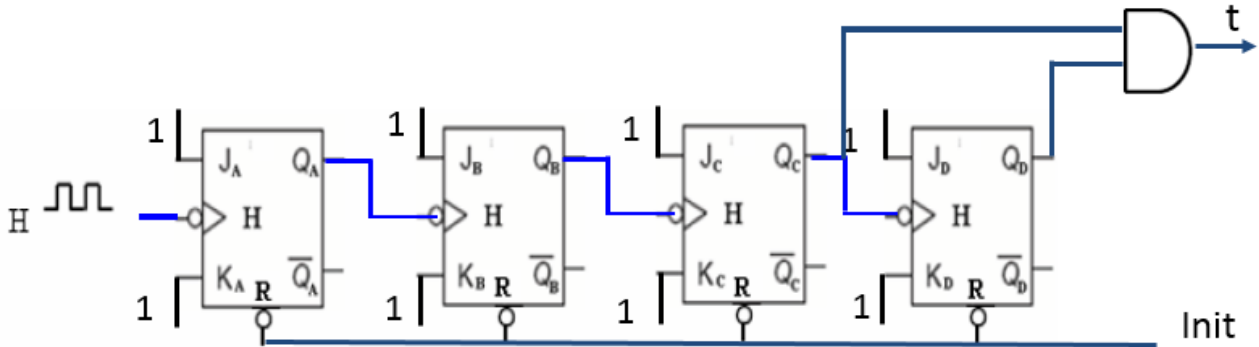 t
1 1 1 1
J_A Q_A J_B Q_B J_C Q_C J_D Q_D
H H H H H
K_A Q̅_A K_B Q̅_B K_C Q̅_C K_D Q̅_D
1 R 1 R 1 R 1 R
Init